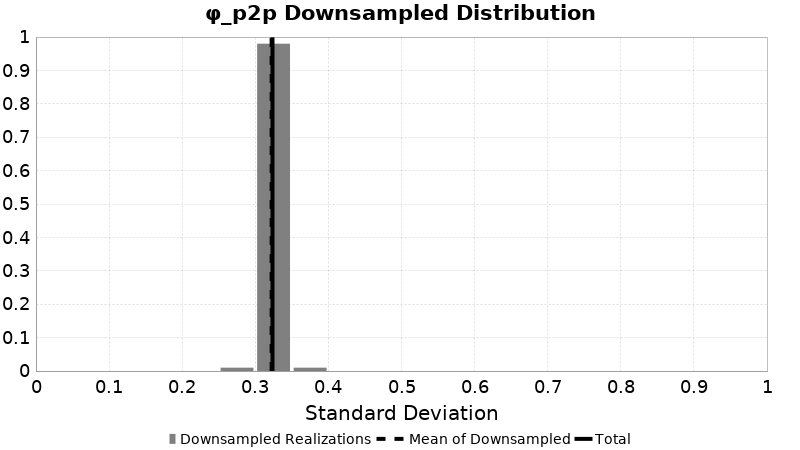 φ_p2p Downsampled Distribution
1
0.9
0.8
0.7
0.6
0.5
0.4
0.3
0.2
0.1
0
0 0.1 0.2 0.3 0.4 0.5 0.6 0.7 0.8 0.9 1
Standard Deviation
Downsampled Realizations Mean of Downsampled Total